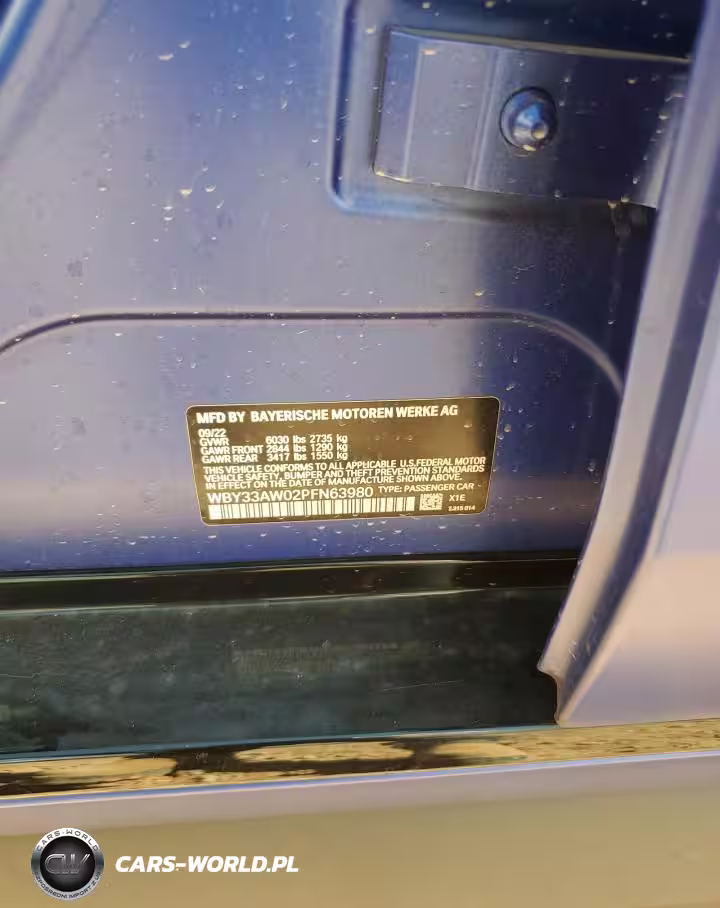 MFD BY BAYERISCHE MOTOREN WERKE AG
09/22
GVWR 6030 lbs 2735 kg
GAWR FRONT 2844 lbs 1290 kg
GAWR REAR 3417 lbs 1550 kg
THIS VEHICLE CONFORMS TO ALL APPLICABLE U.S.FEDERAL MOTOR
VEHICLE SAFETY, BUMPER AND THEFT PREVENTION STANDARDS
IN EFFECT ON THE DATE OF MANUFACTURE SHOWN ABOVE.
WBY33AW02PFN63980 TYPE: PASSENGER CAR
X1E
CARS-WORLD
CW
CARS-WORLD.PL